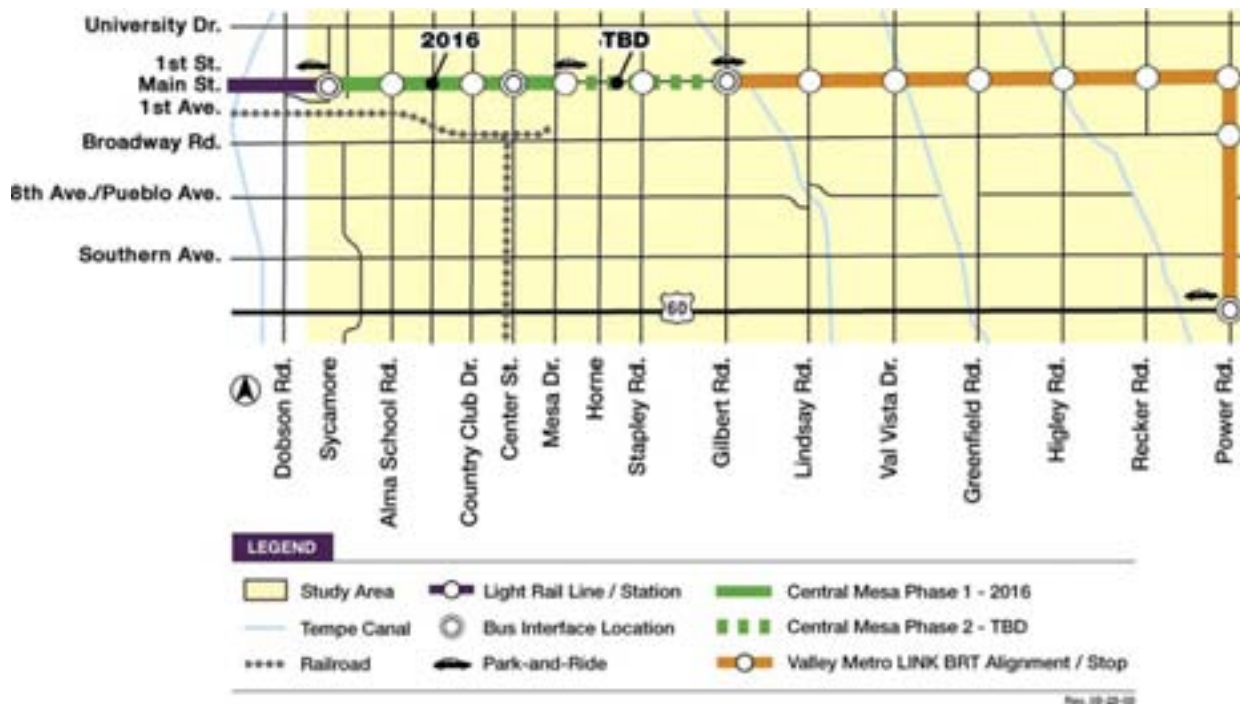 University Dr.
1st St.
2016
TBD
Main St.
1st Ave.
Broadway Rd.
8th Ave./Pueblo Ave.
Southern Ave.
60
Dobson Rd.
Sycamore
Alma School Rd.
Country Club Dr.
Center St.
Mesa Dr.
Horne
Stapley Rd.
Gilbert Rd.
Lindsay Rd.
Val Vista Dr.
Greenfield Rd.
Higley Rd.
Recker Rd.
Power Rd.
LEGEND
Study Area
Light Rail Line / Station
Central Mesa Phase 1 - 2016
Tempe Canal
Bus Interface Location
Central Mesa Phase 2 - TBD
Railroad
Park-and-Ride
Valley Metro LINK BRT Alignment / Stop